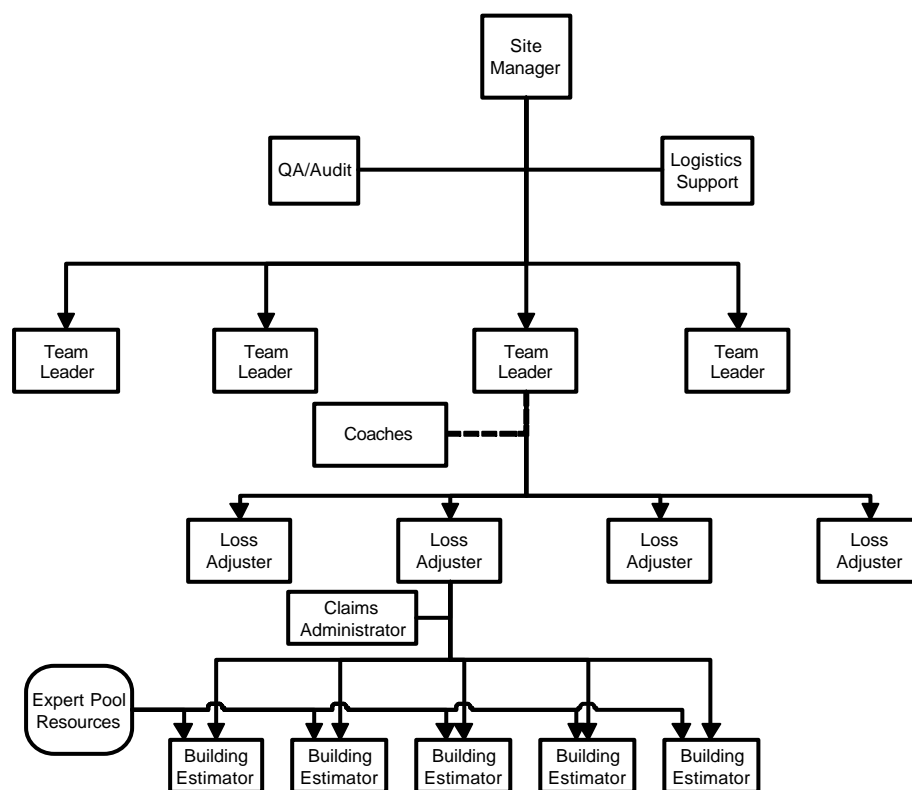 Site
Manager
QA/Audit
Logistics
Support
Team
Leader
Team
Leader
Team
Leader
Team
Leader
Coaches
Loss
Adjuster
Loss
Adjuster
Loss
Adjuster
Loss
Adjuster
Claims
Administrator
Expert Pool
Resources
Building
Estimator
Building
Estimator
Building
Estimator
Building
Estimator
Building
Estimator